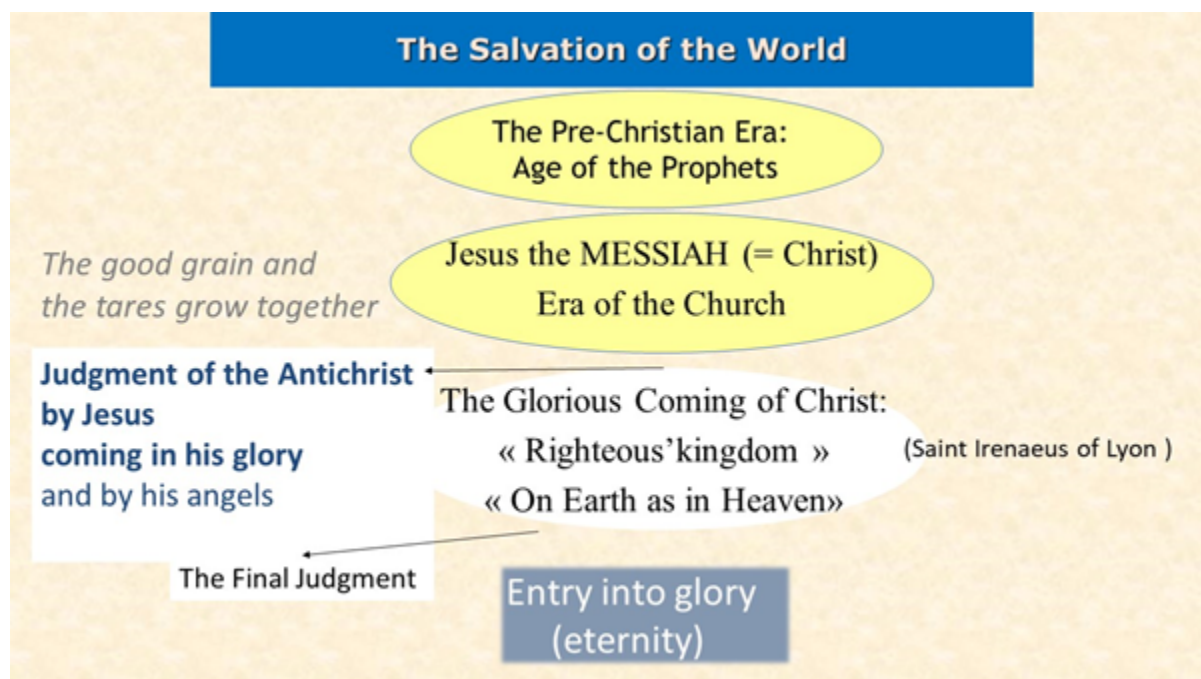 The Salvation of the World
The Pre-Christian Era:
Age of the Prophets
The good grain and
the tares grow together
Jesus the MESSIAH (= Christ)
Era of the Church
Judgment of the Antichrist
by Jesus
coming in his glory
and by his angels
The Glorious Coming of Christ:
« Righteous'kingdom »
« On Earth as in Heaven»
(Saint Irenaeus of Lyon )
The Final Judgment
Entry into glory
(eternity)